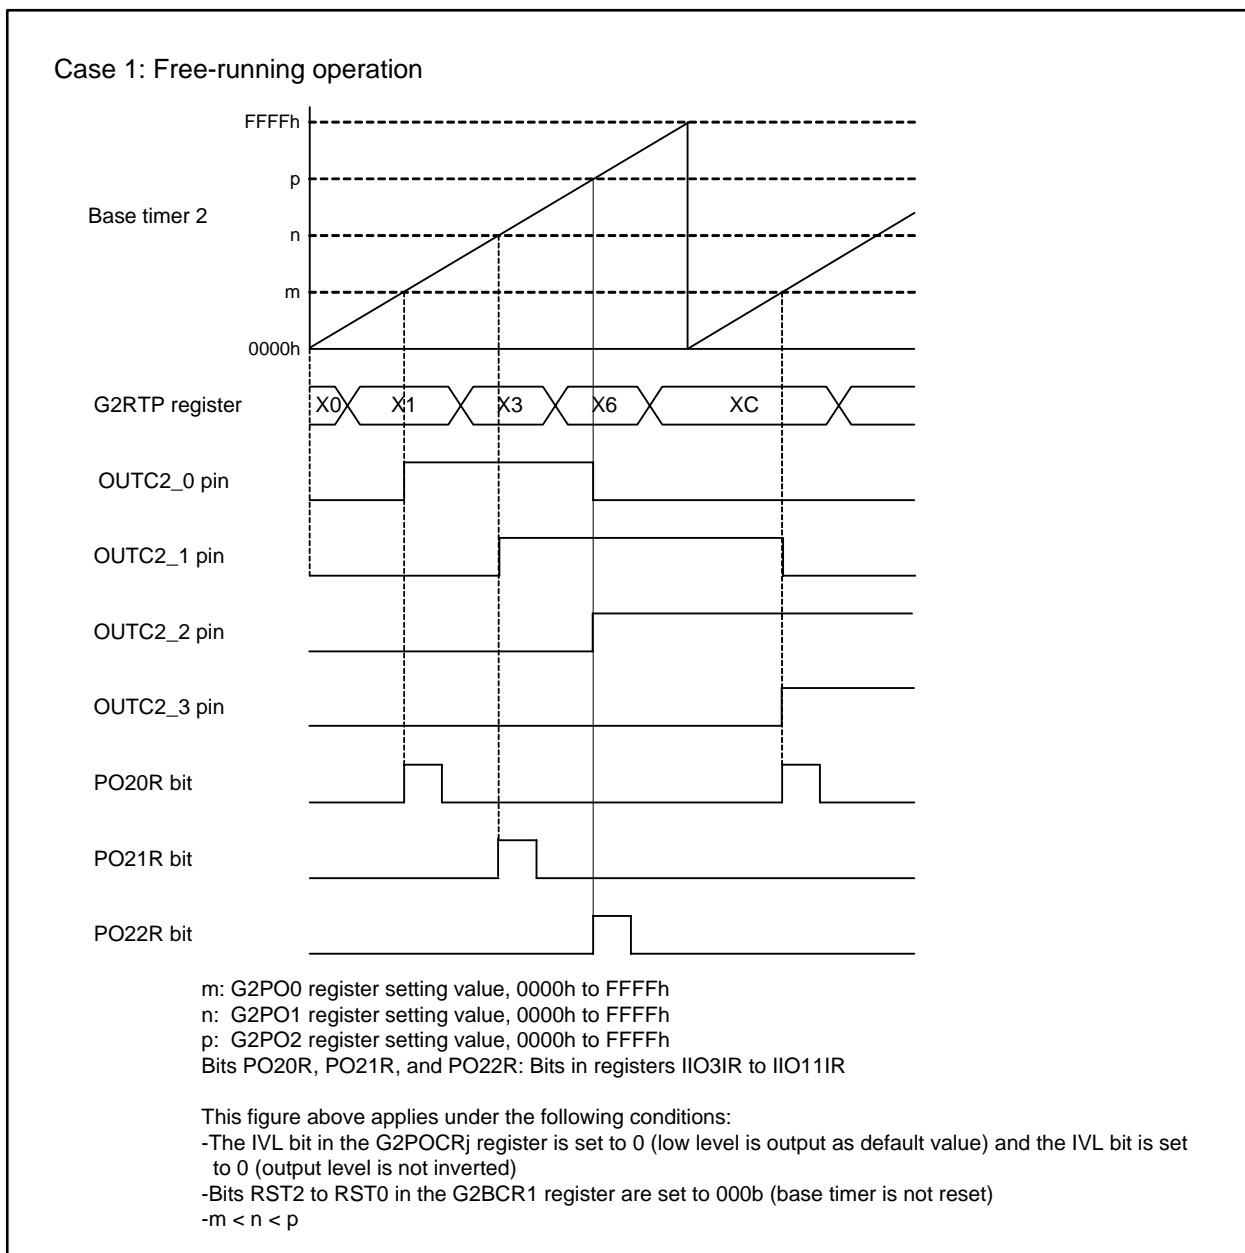 Case 1: Free-running operation
FFFFh
p
Base timer 2
n
m
0000h
G2RTP register X0 X1 X3 X6 XC
OUTC2_0 pin
OUTC2_1 pin
OUTC2_2 pin
OUTC2_3 pin
PO20R bit
PO21R bit
PO22R bit
m: G2PO0 register setting value, 0000h to FFFFh
n: G2PO1 register setting value, 0000h to FFFFh
p: G2PO2 register setting value, 0000h to FFFFh
Bits PO20R, PO21R, and PO22R: Bits in registers IIO3IR to IIO11IR
This figure above applies under the following conditions:
-The IVL bit in the G2POCRj register is set to 0 (low level is output as default value) and the IVL bit is set
to 0 (output level is not inverted)
-Bits RST2 to RST0 in the G2BCR1 register are set to 000b (base timer is not reset)
-m < n < p